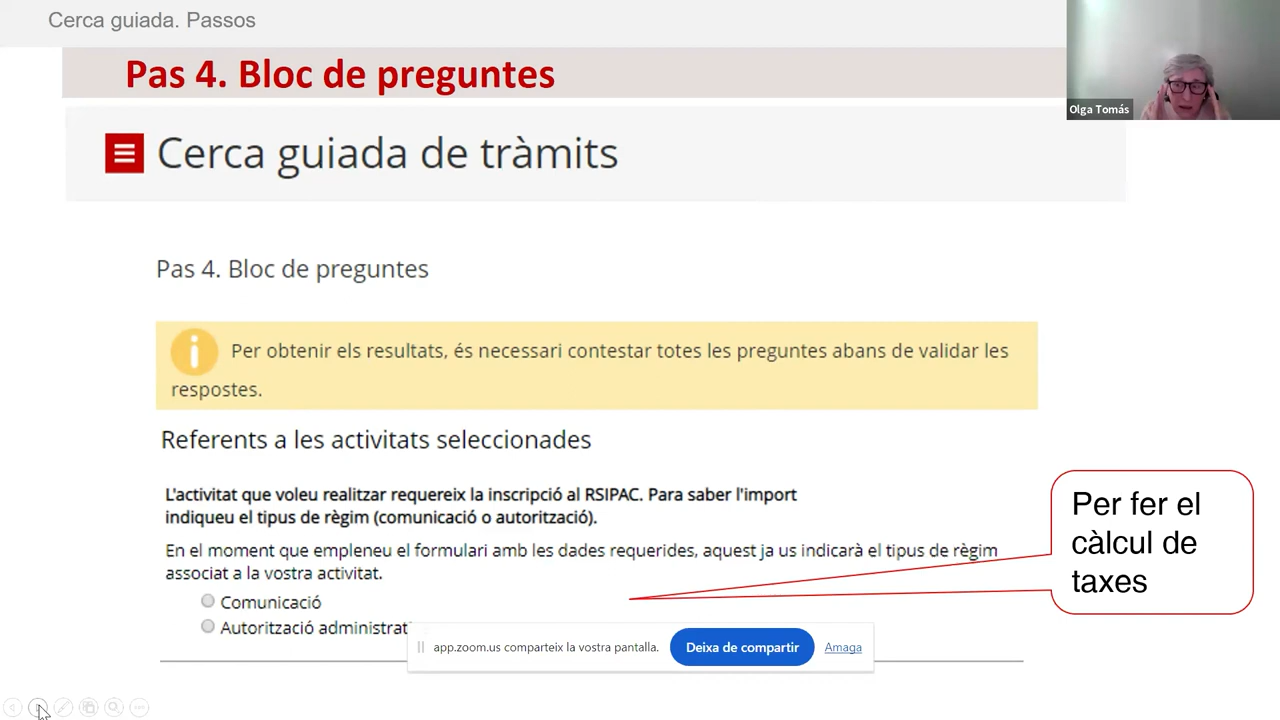 Cerca guiada. Passos
Pas 4. Bloc de preguntes
Olga Tomás
Cerca guiada de tràmits
Pas 4. Bloc de preguntes
Per obtenir els resultats, és necessari contestar totes les preguntes abans de validar les
respostes.
Referents a les activitats seleccionades
L'activitat que voleu realitzar requereix la inscripció al RSIPAC. Para saber l'import
indiqueu el tipus de règim (comunicació o autorització).
En el moment que empleneu el formulari amb les dades requerides, aquest ja us indicarà el tipus de règim
associat a la vostra activitat.
Comunicació
Autorització administrati
Per fer el
càlcul de
taxes
app.zoom.us comparteix la vostra pantalla.
Deixa de compartir
Amaga